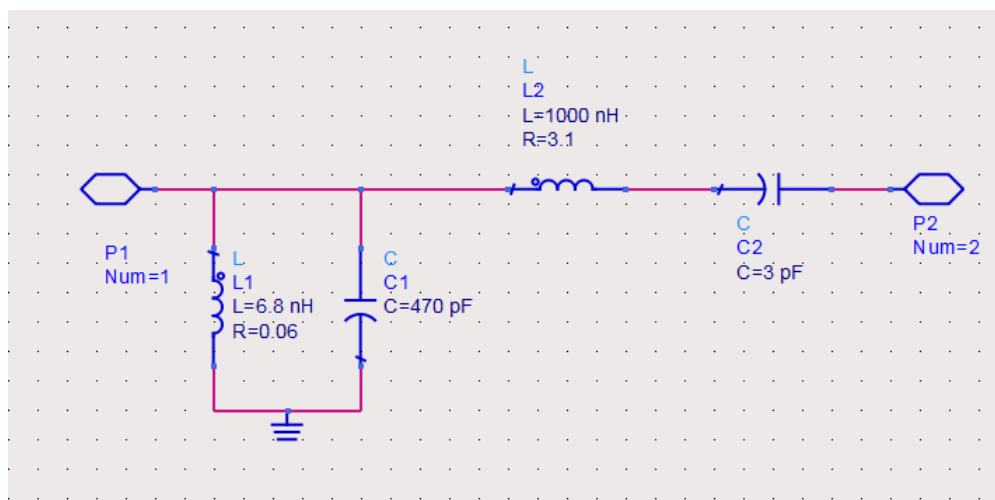 L
L2
L=1000 nH
R=3.1
P1
Num=1
L
L1
L=6.8 nH
R=0.06
C
C1
C=470 pF
C
C2
C=3 pF
P2
Num=2